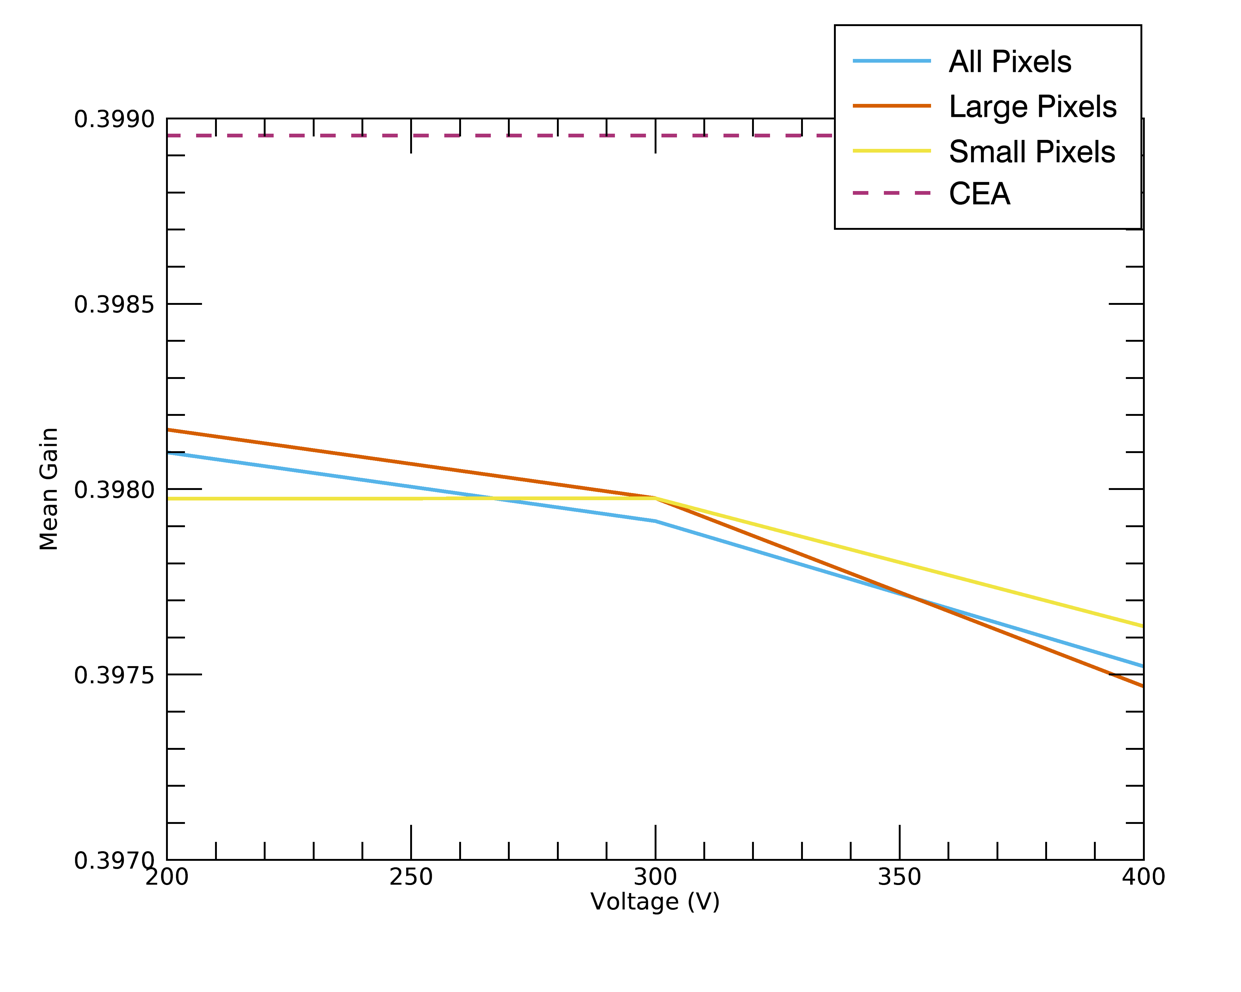 All Pixels
Large Pixels
Small Pixels
CEA
0.3990
0.3985
0.3980
0.3975
0.3970
Mean Gain
200 250 300 350 400
Voltage (V)